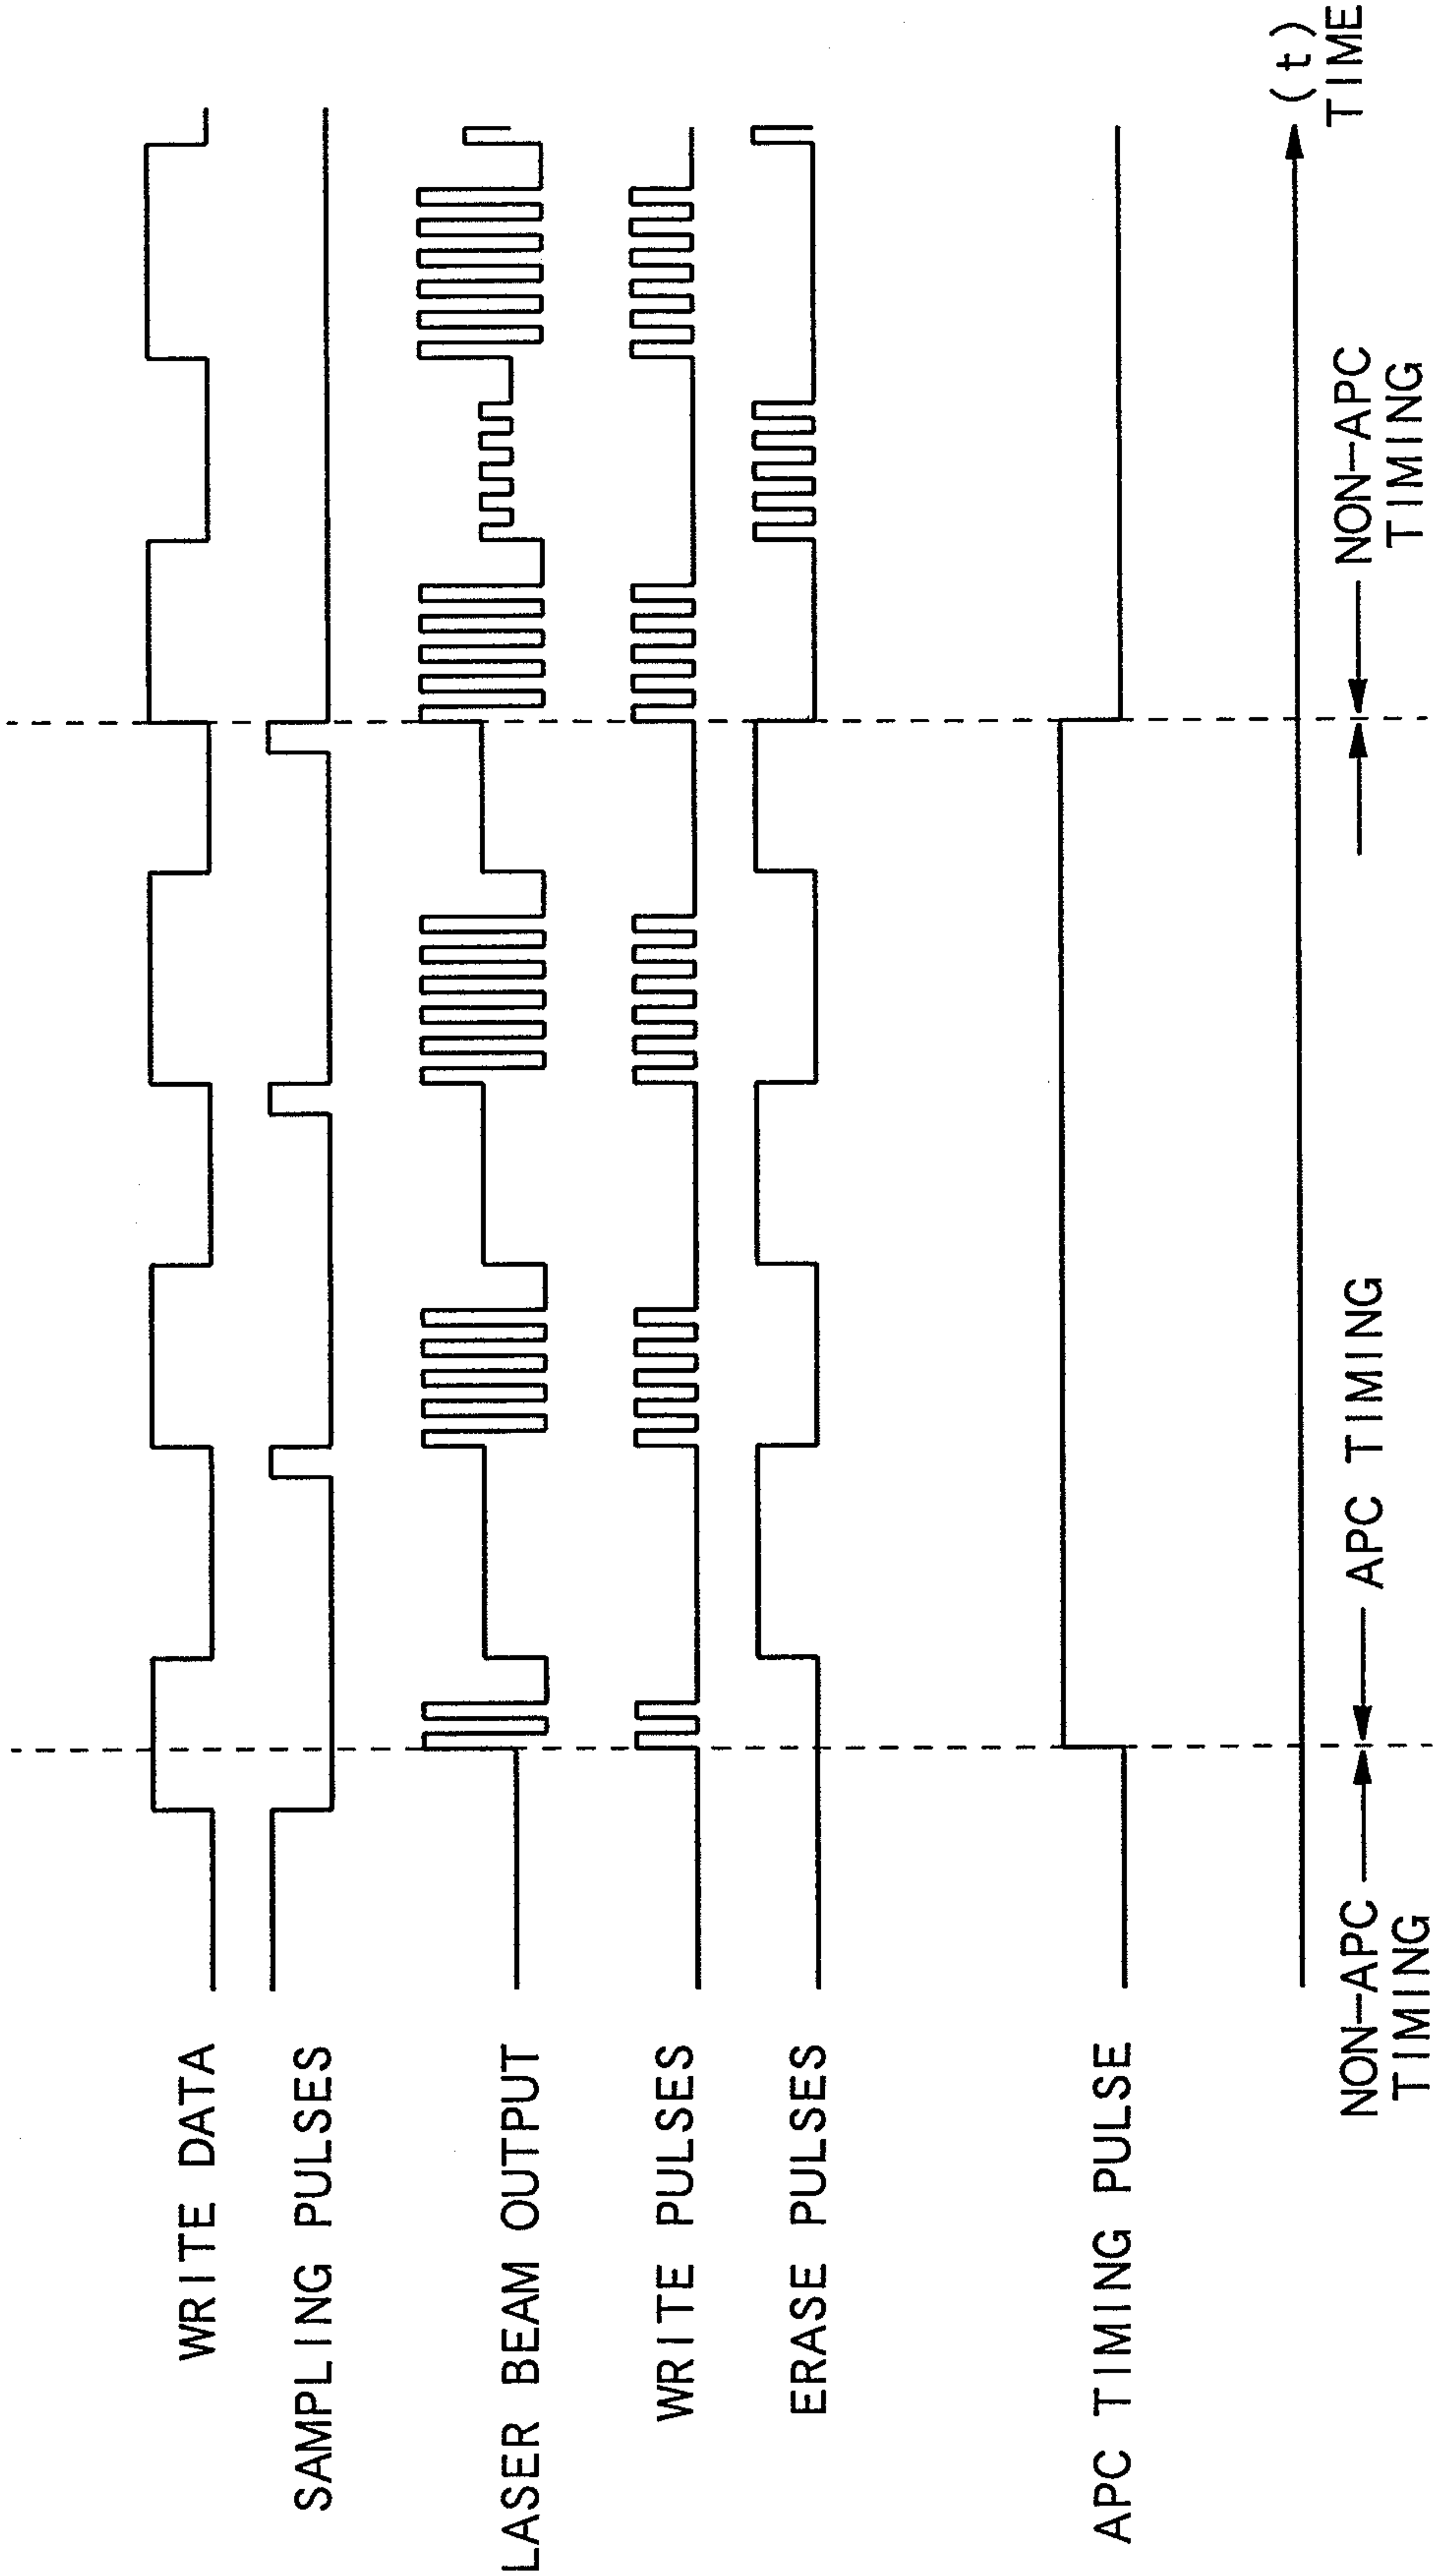 WRITE DATA
SAMPLING PULSES
LASER BEAM OUTPUT
WRITE PULSES
ERASE PULSES
APC TIMING PULSE
(t)
TIME
NON-APC
TIMING
APC TIMING
NON-APC
TIMING